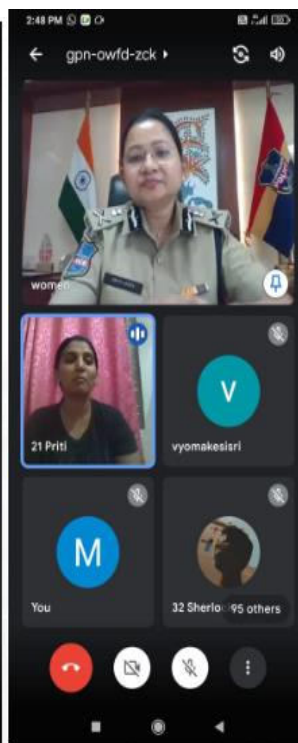 2:48 PM
gpn-owfd-zck
women
21 Priti
V
vyomakesisri
M
You
32 Sherlo
95 others